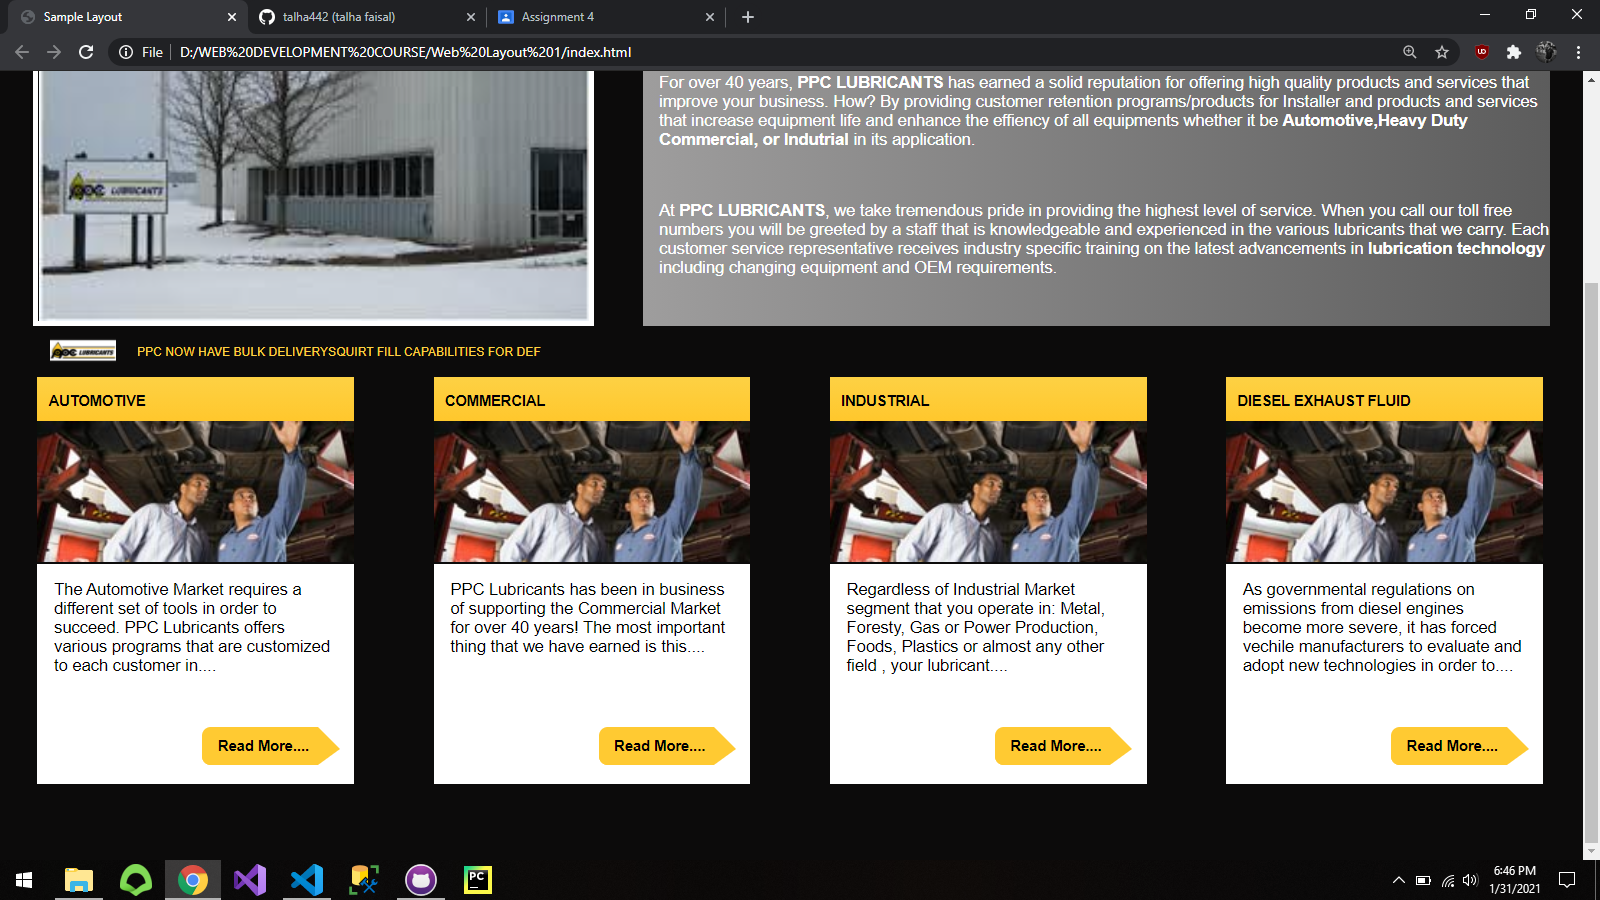 Sample Layout
talha442 (talha faisal)
Assignment 4
File
D:/WEB%20DEVELOPMENT%20COURSE/Web%20Layout%201/index.html
For over 40 years, PPC LUBRICANTS has earned a solid reputation for offering high quality products and services that
improve your business. How? By providing customer retention programs/products for Installer and products and services
that increase equipment life and enhance the effiency of all equipments whether it be Automotive,Heavy Duty
Commercial, or Indutrial in its application.
At PPC LUBRICANTS, we take tremendous pride in providing the highest level of service. When you call our toll free
numbers you will be greeted by a staff that is knowledgeable and experienced in the various lubricants that we carry. Each
customer service representative receives industry specific training on the latest advancements in lubrication technology
including changing equipment and OEM requirements.
PPC LUBRICANTS
PPC LUBRICANTS
PPC NOW HAVE BULK DELIVERYSQUIRT FILL CAPABILITIES FOR DEF
AUTOMOTIVE
The Automotive Market requires a
different set of tools in order to
succeed. PPC Lubricants offers
various programs that are customized
to each customer in....
Read More....
COMMERCIAL
PPC Lubricants has been in business
of supporting the Commercial Market
for over 40 years! The most important
thing that we have earned is this....
Read More....
INDUSTRIAL
Regardless of Industrial Market
segment that you operate in: Metal,
Foresty, Gas or Power Production,
Foods, Plastics or almost any other
field , your lubricant....
Read More....
DIESEL EXHAUST FLUID
As governmental regulations on
emissions from diesel engines
become more severe, it has forced
vechile manufacturers to evaluate and
adopt new technologies in order to....
Read More....
PC
6:46 PM
1/31/2021